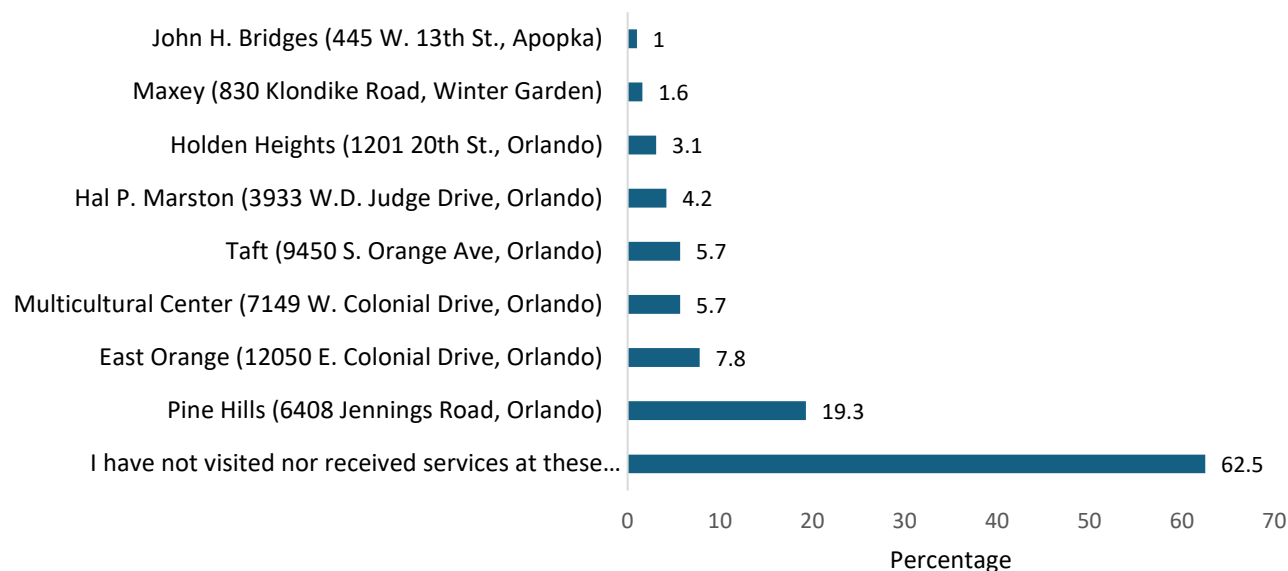 John H. Bridges (445 W. 13th St., Apopka) 1
Maxey (830 Klondike Road, Winter Garden) 1.6
Holden Heights (1201 20th St., Orlando) 3.1
Hal P. Marston (3933 W.D. Judge Drive, Orlando) 4.2
Taft (9450 S. Orange Ave, Orlando) 5.7
Multicultural Center (7149 W. Colonial Drive, Orlando) 5.7
East Orange (12050 E. Colonial Drive, Orlando) 7.8
Pine Hills (6408 Jennings Road, Orlando) 19.3
I have not visited nor received services at these… 62.5
0 10 20 30 40 50 60 70
Percentage